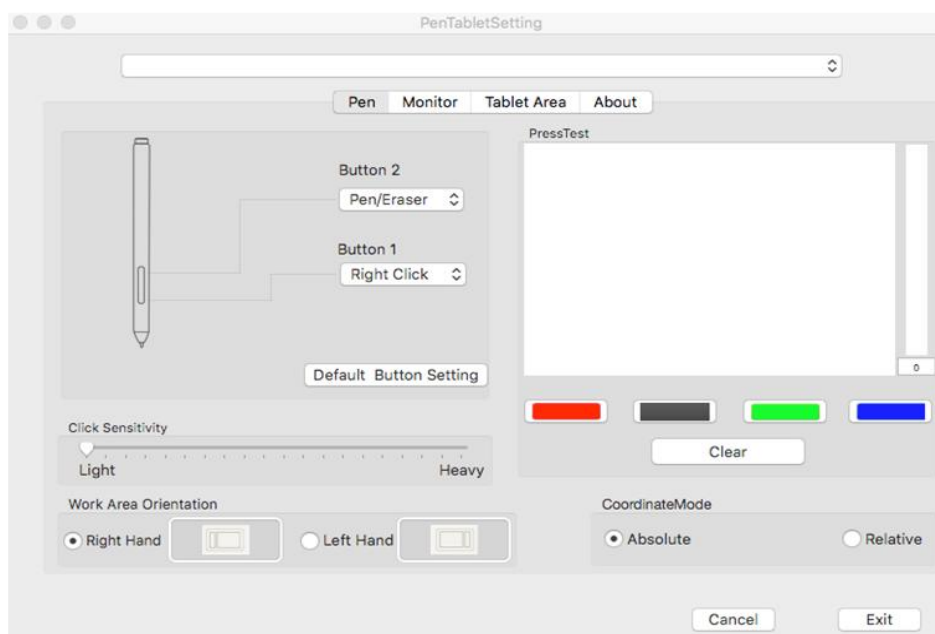 PenTabletSetting
Pen Monitor Tablet Area About
PressTest
Button 2
Pen/Eraser
Button 1
Right Click
Default Button Setting
0
Click Sensitivity
Light Heavy
Clear
Work Area Orientation
Right Hand Left Hand
CoordinateMode
Absolute Relative
Cancel Exit